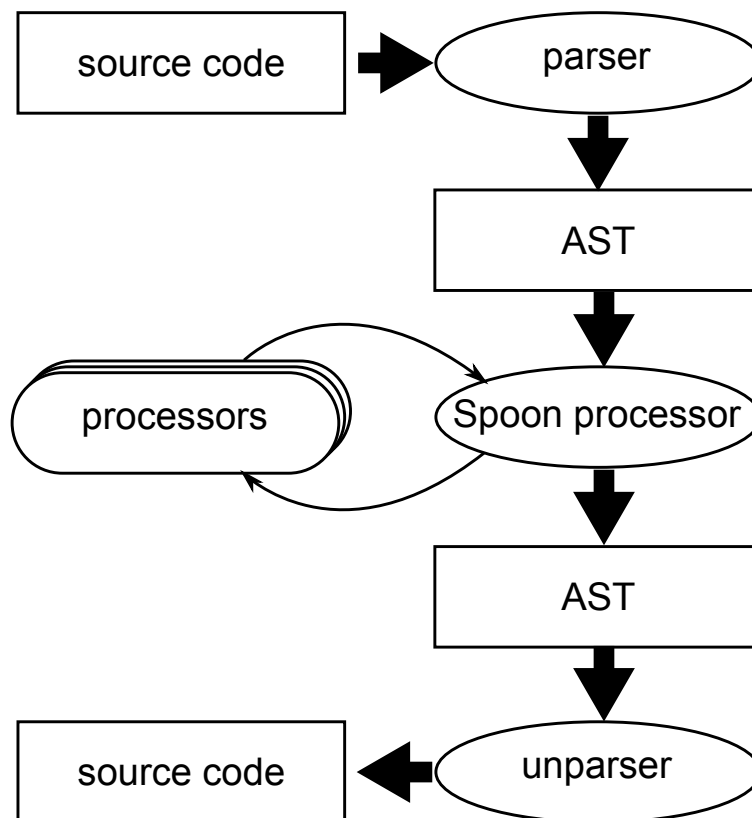 source code
parser
AST
processors
Spoon processor
AST
source code
unparser